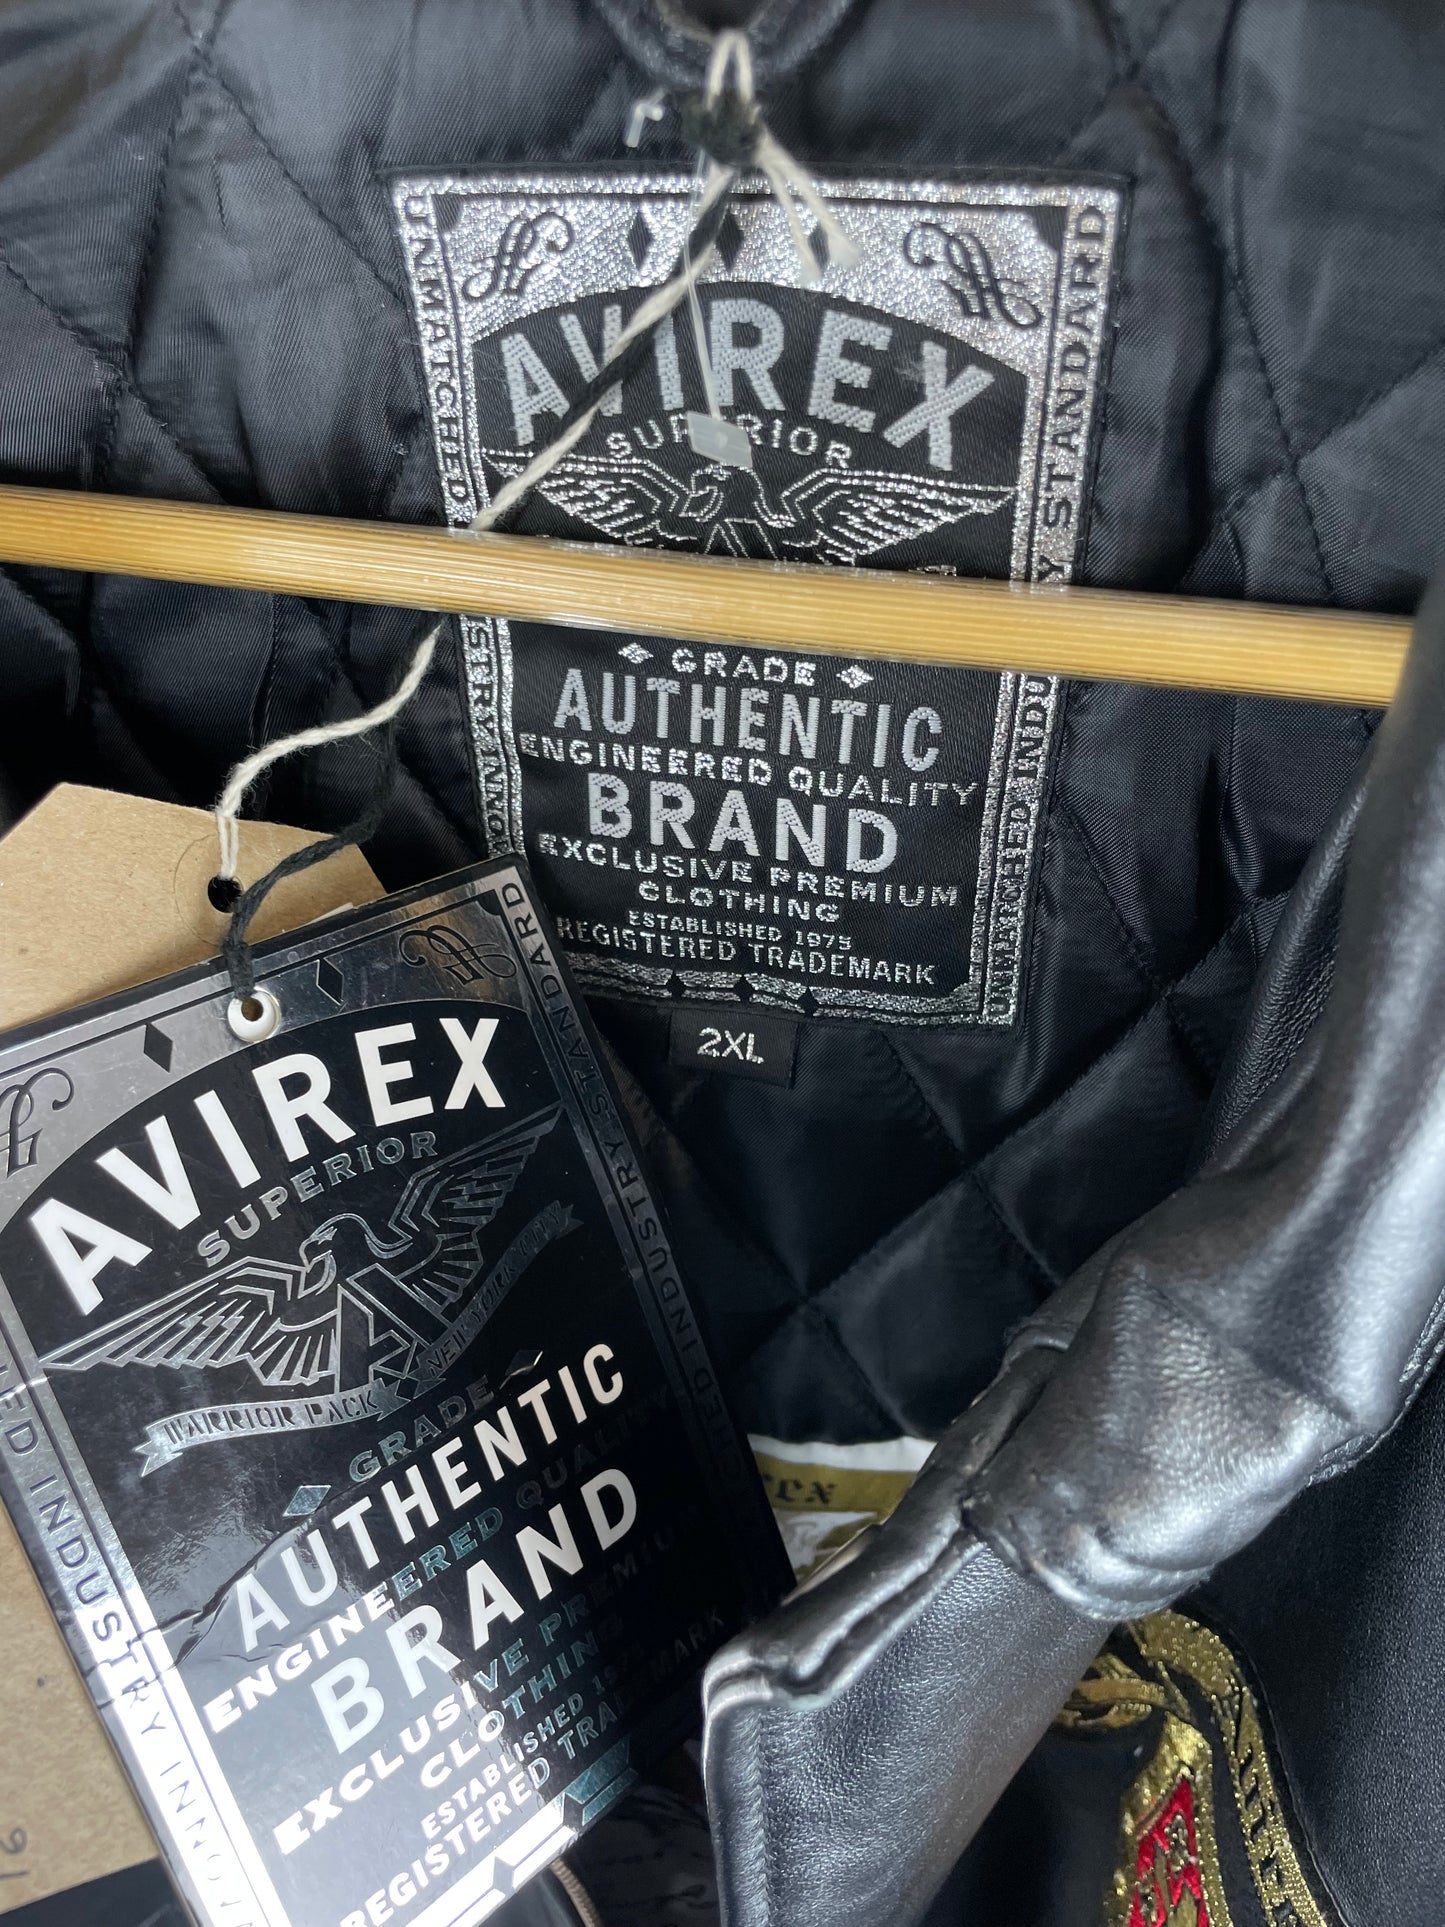 UNMATCHED INDUSTRY STANDARD
AVIREX
SUPERIOR
GRADE
AUTHENTIC
ENGINEERED QUALITY
BRAND
EXCLUSIVE PREMIUM
CLOTHING
ESTABLISHED 1975
REGISTERED TRADEMARK
2XL
INDUSTRY STANDARD
AVIREX
SUPERIOR
WARRIOR PACK
NEW YORK CITY
GRADE
AUTHENTIC
ENGINEERED QUALITY
BRAND
EXCLUSIVE PREMIUM
CLOTHING
ESTABLISHED 1975
REGISTERED TRADEMARK
INDUSTRY